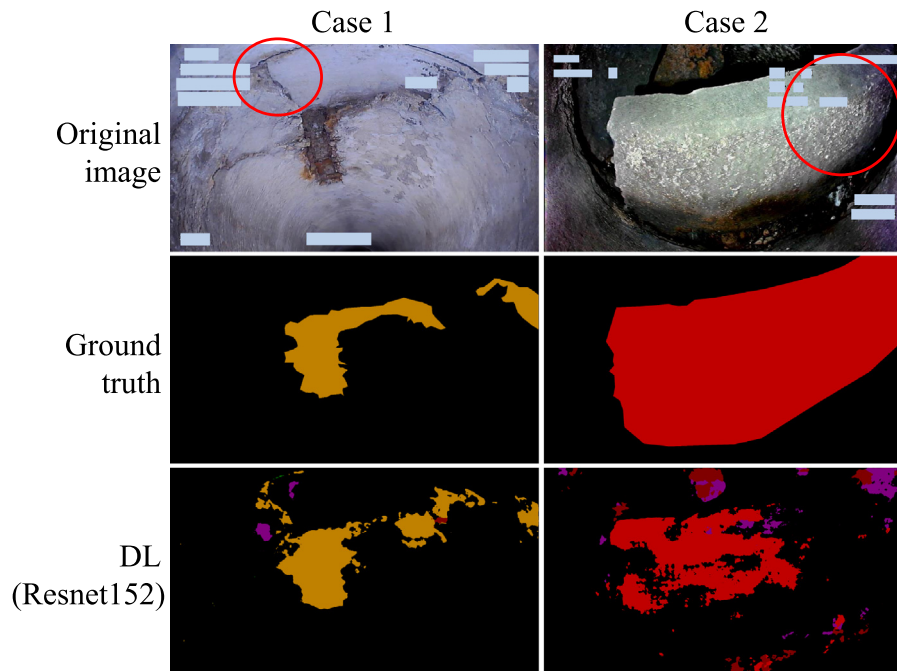 Case 1
Case 2
Original
image
Ground
truth
DL
(Resnet152)